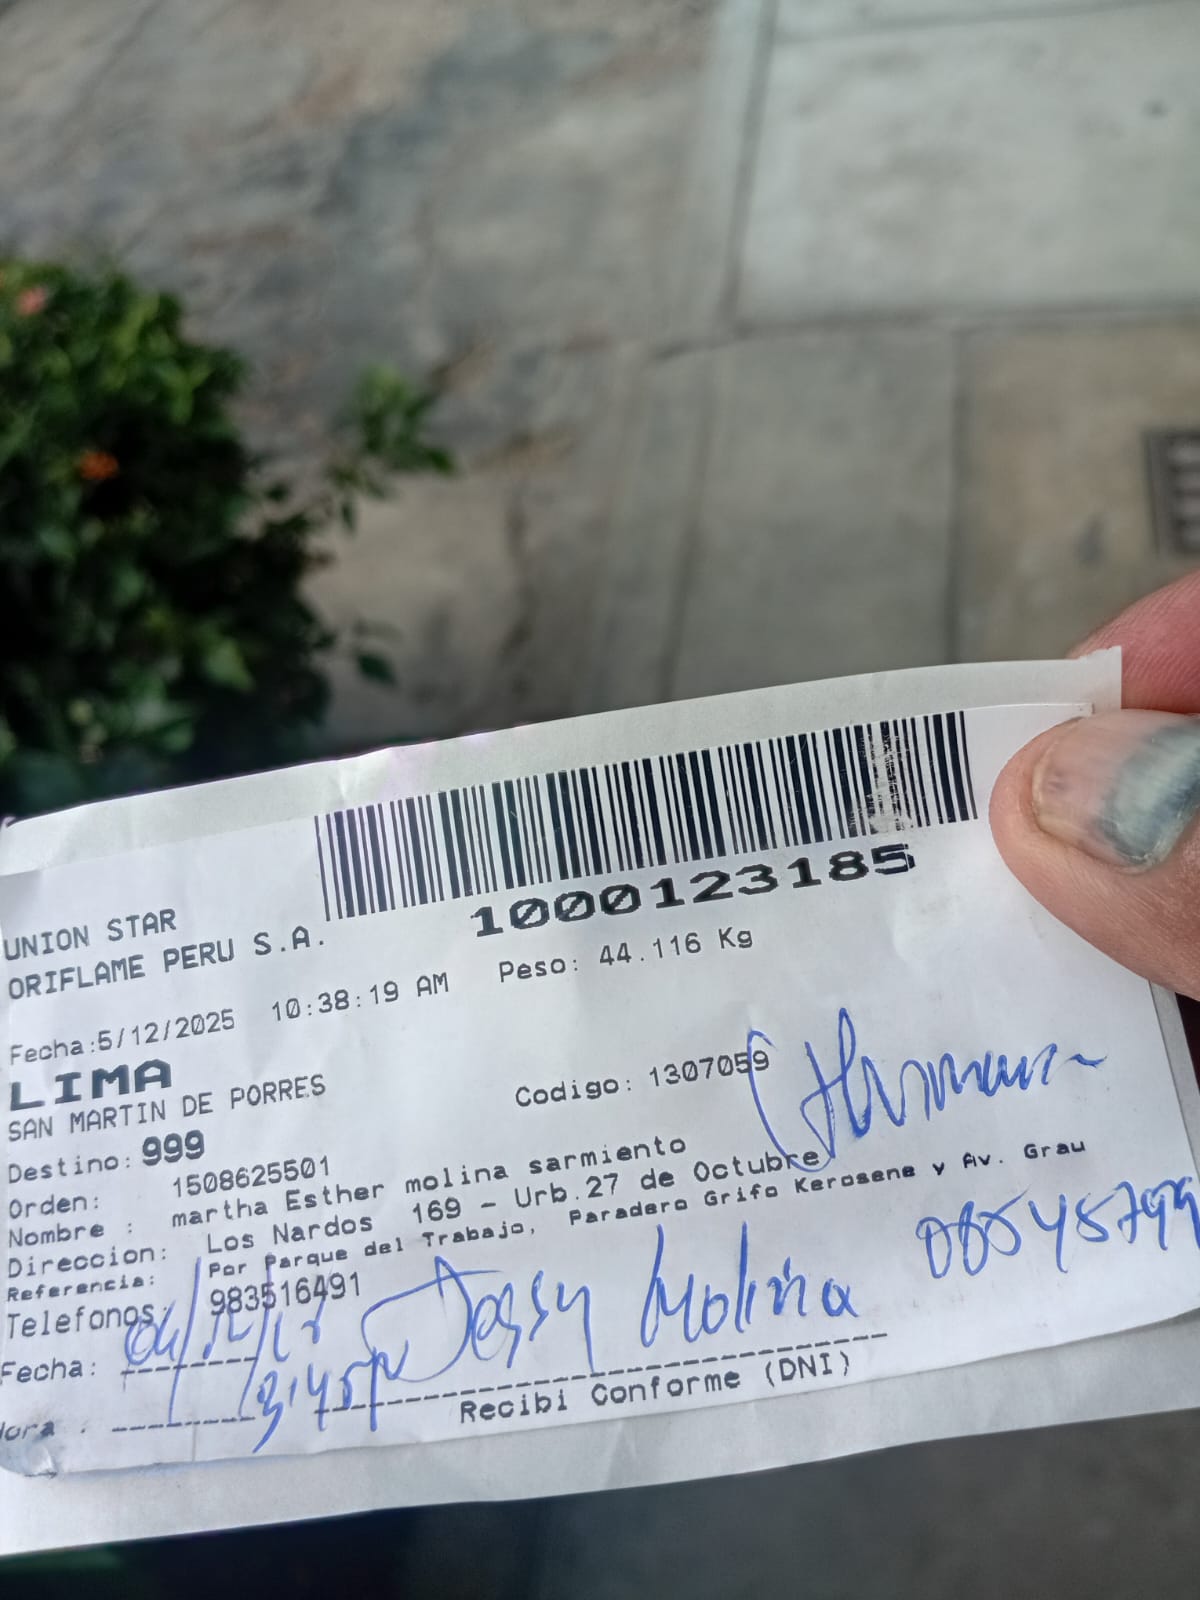 1000123185
UNION STAR
ORIFLAME PERU S.A.
Fecha:5/12/2025 10:38:19 AM Peso: 44.116 Kg
LIMA
SAN MARTIN DE PORRES Codigo: 1307059
Destino: 999
Orden: 1508625501
Nombre : martha Esther molina sarmiento
Direccion: Los Nardos 169 - Urb.27 de Octubre
Referencia: Por Parque del Trabajo, Paradero Grifo Kerosene y Av. Grau
Telefonos: 983516491
Fecha:
Jessy Molina
Hora :
Recibi Conforme (DNI)